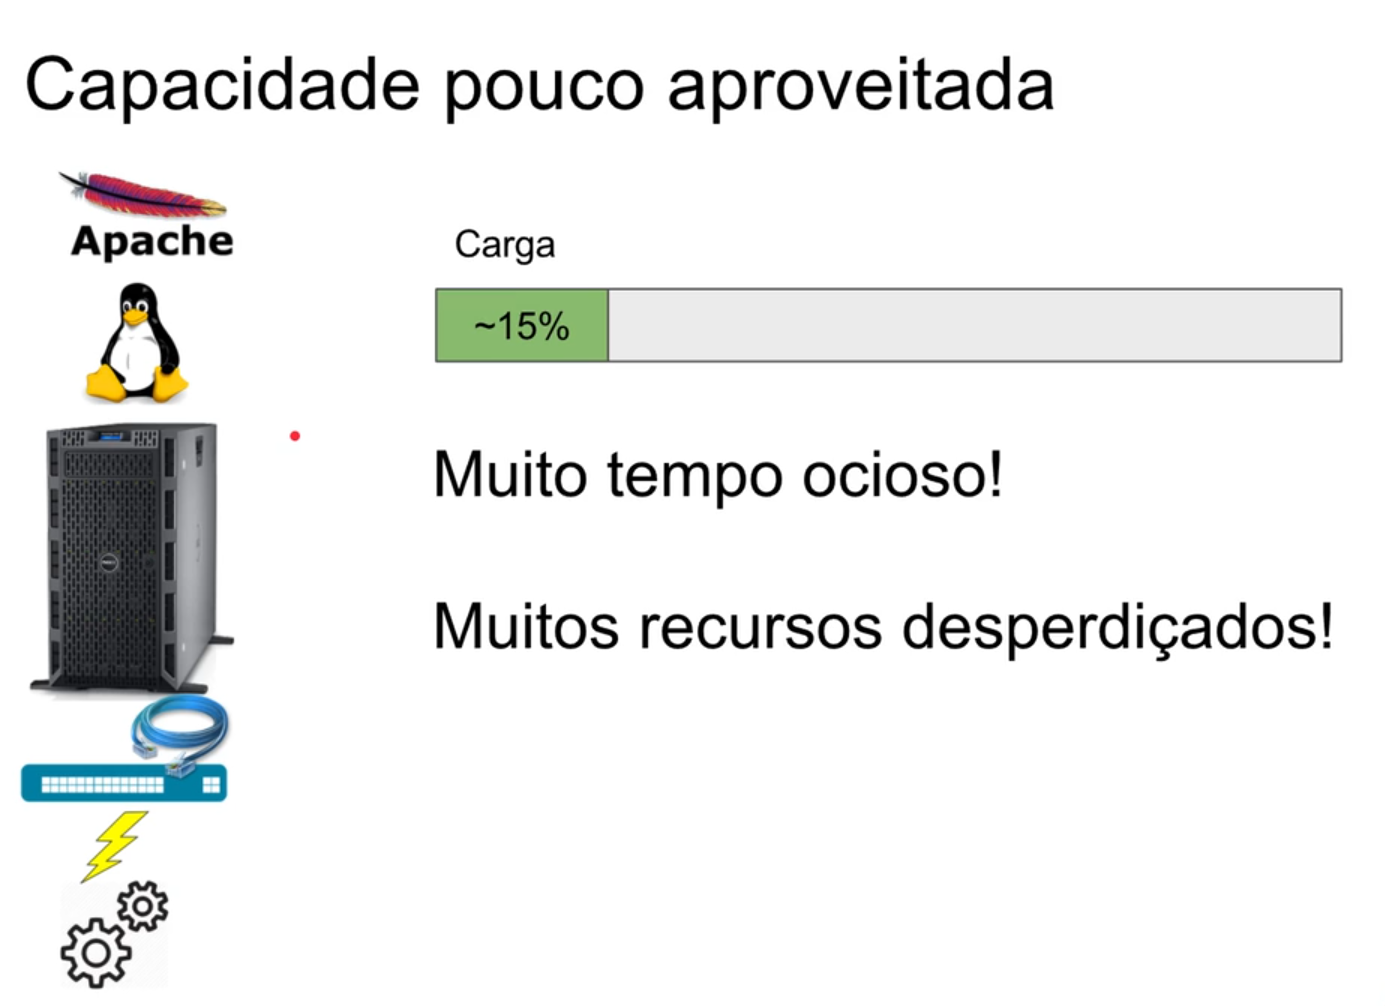 Capacidade pouco aproveitada
Apache
Carga
~15%
Muito tempo ocioso!
Muitos recursos desperdiçados!